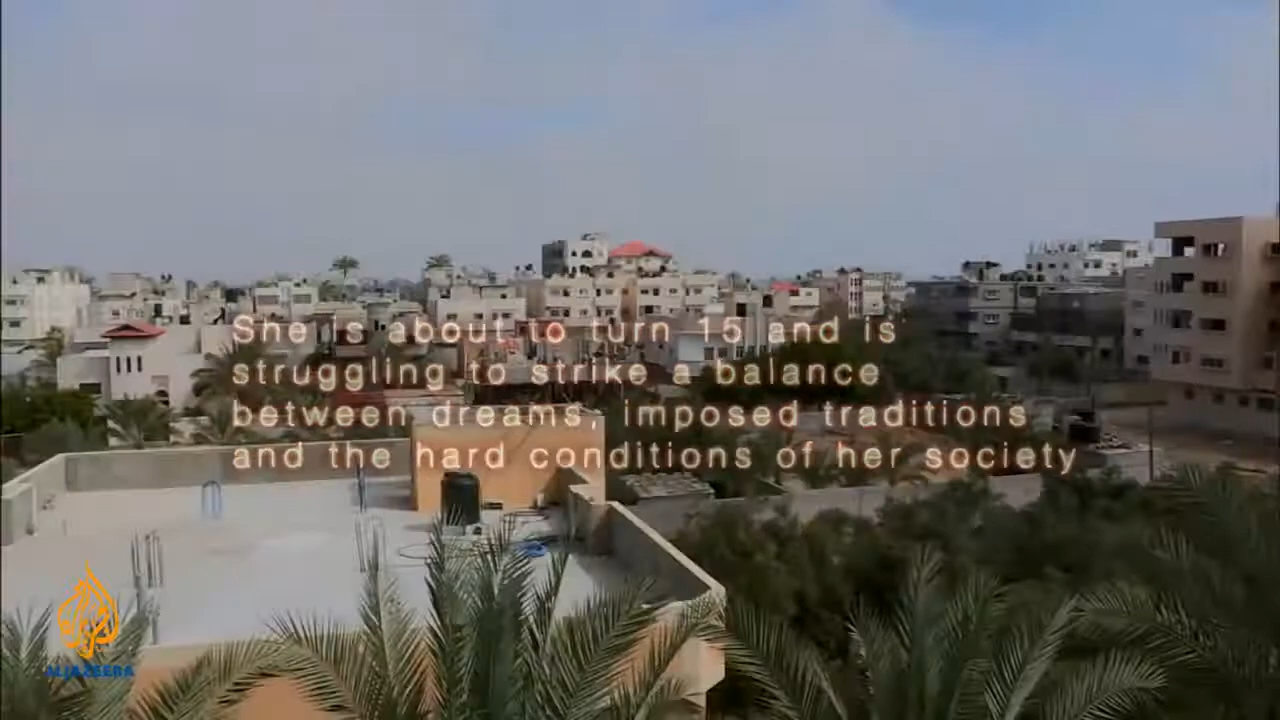 She is about to turn 15 and is
struggling to strike a balance
between dreams, imposed traditions
and the hard conditions of her society
ALJAZEERA